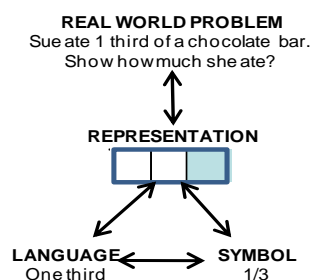 REAL WORLD PROBLEM
Sue ate 1 third of a chocolate bar.
Show how much she ate?
REPRESENTATION
LANGUAGE SYMBOL
One third 1/3